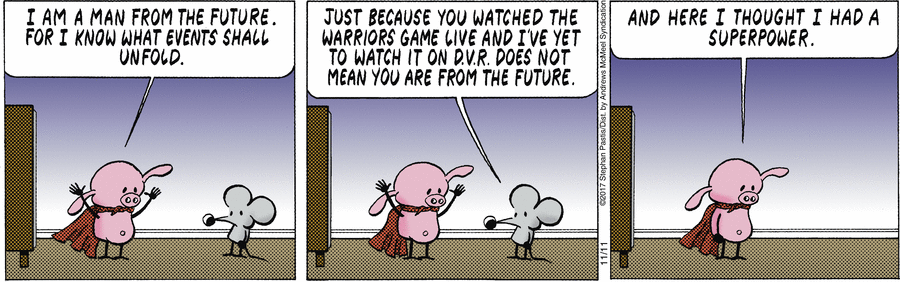 I AM A MAN FROM THE FUTURE.
FOR I KNOW WHAT EVENTS SHALL
UNFOLD.
JUST BECAUSE YOU WATCHED THE
WARRIORS GAME LIVE AND I'VE YET
TO WATCH IT ON D.V.R. DOES NOT
MEAN YOU ARE FROM THE FUTURE.
©2017 Stephan Pastis/Dist. by Andrews McMeel Syndication
11/11
AND HERE I THOUGHT I HAD A
SUPERPOWER.